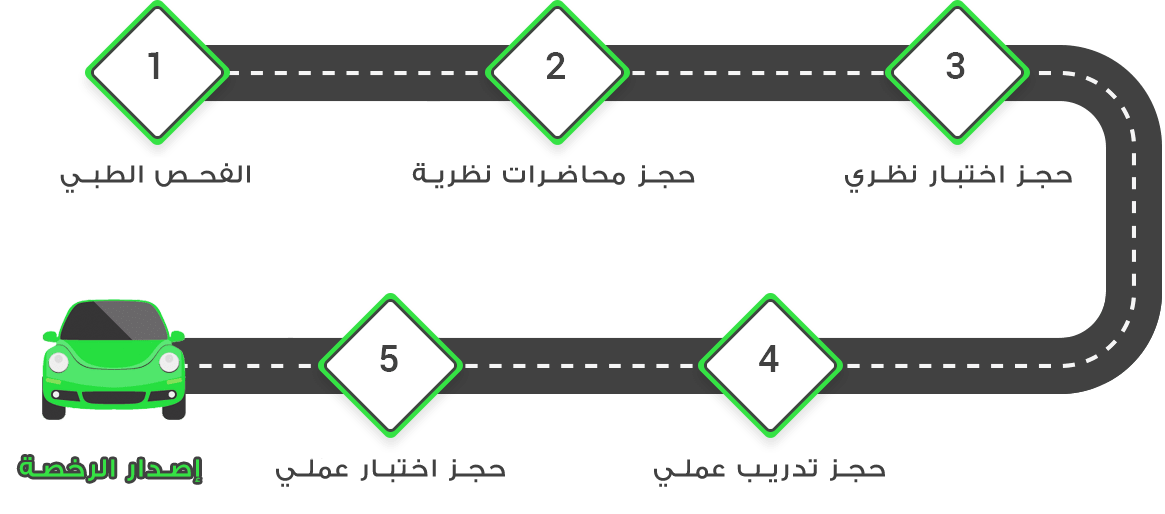 1
الفحص الطبي
2
حجز محاضرات نظرية
3
حجز اختبار نظري
4
حجز تدريب عملي
5
حجز اختبار عملي
إصدار الرخصة